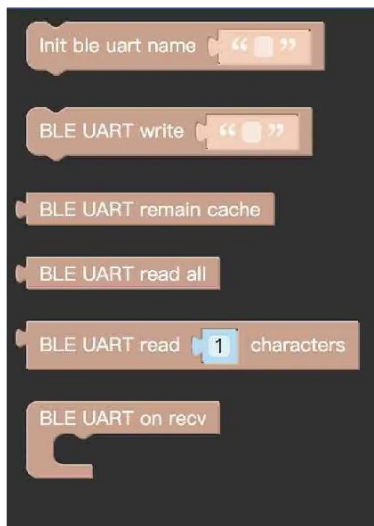 Init ble uart name “ ”
BLE UART write “ ”
BLE UART remain cache
BLE UART read all
BLE UART read 1 characters
BLE UART on recv